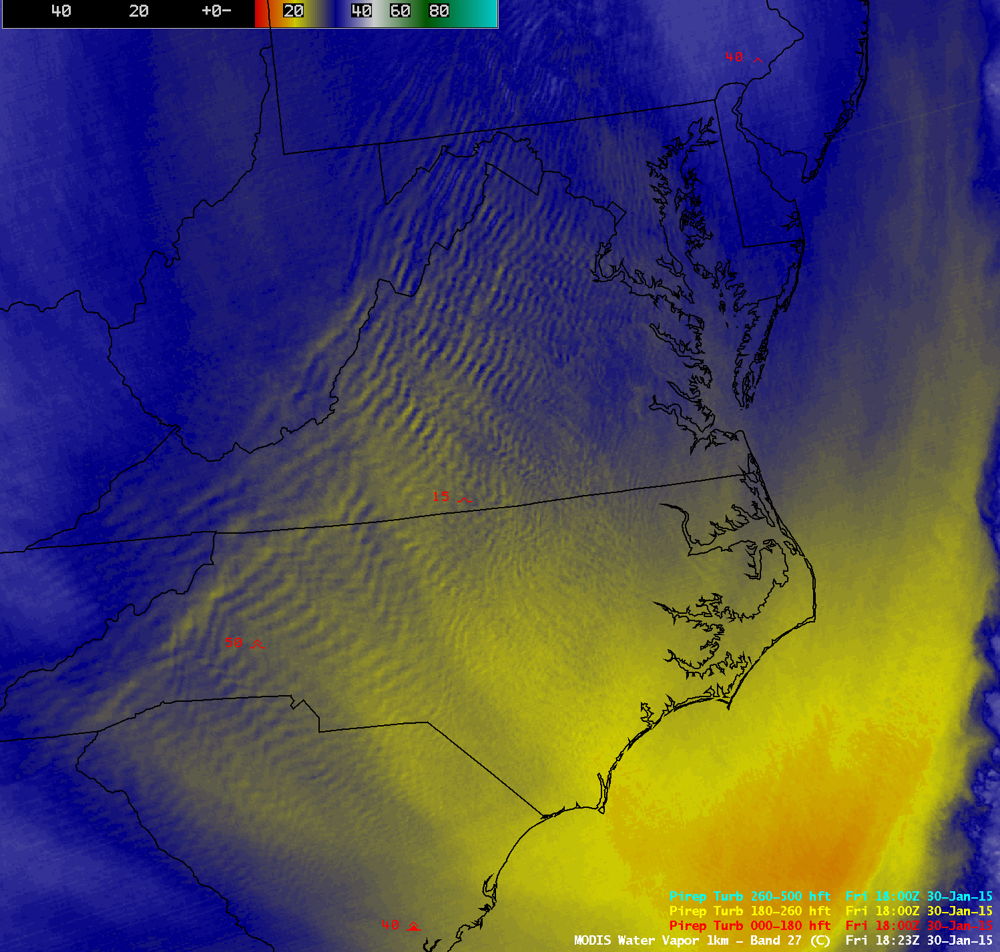 40 20 +0- 20 40 60 80
40
15
50
Pirep Turb 260-500 hft Fri 18:00Z 30-Jan-15
Pirep Turb 180-260 hft Fri 18:00Z 30-Jan-15
40
Pirep Turb 000-180 hft Fri 18:00Z 30-Jan-15
MODIS Water Vapor 1km - Band 27 (C) Fri 18:23Z 30-Jan-15